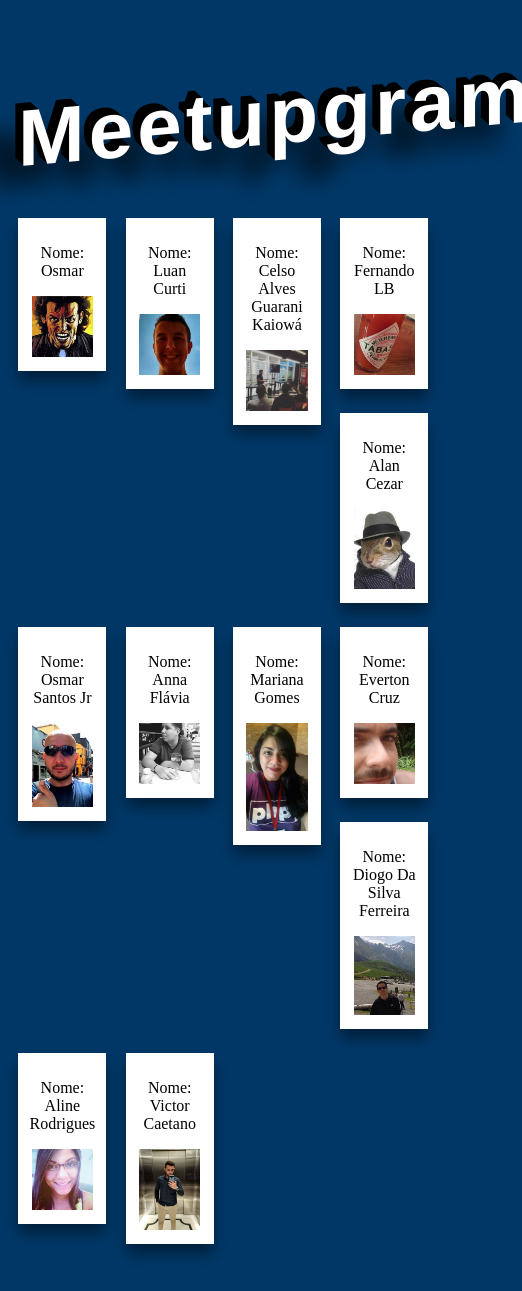 Meetupgram
Nome:
Osmar
Nome:
Luan
Curti
Nome:
Celso
Alves
Guarani
Kaiowá
Nome:
Fernando
LB
TABAS
Nome:
Alan
Cezar
Nome:
Osmar
Santos Jr
Nome:
Anna
Flávia
Nome:
Mariana
Gomes
php
Nome:
Everton
Cruz
Nome:
Diogo Da
Silva
Ferreira
Nome:
Aline
Rodrigues
Nome:
Victor
Caetano